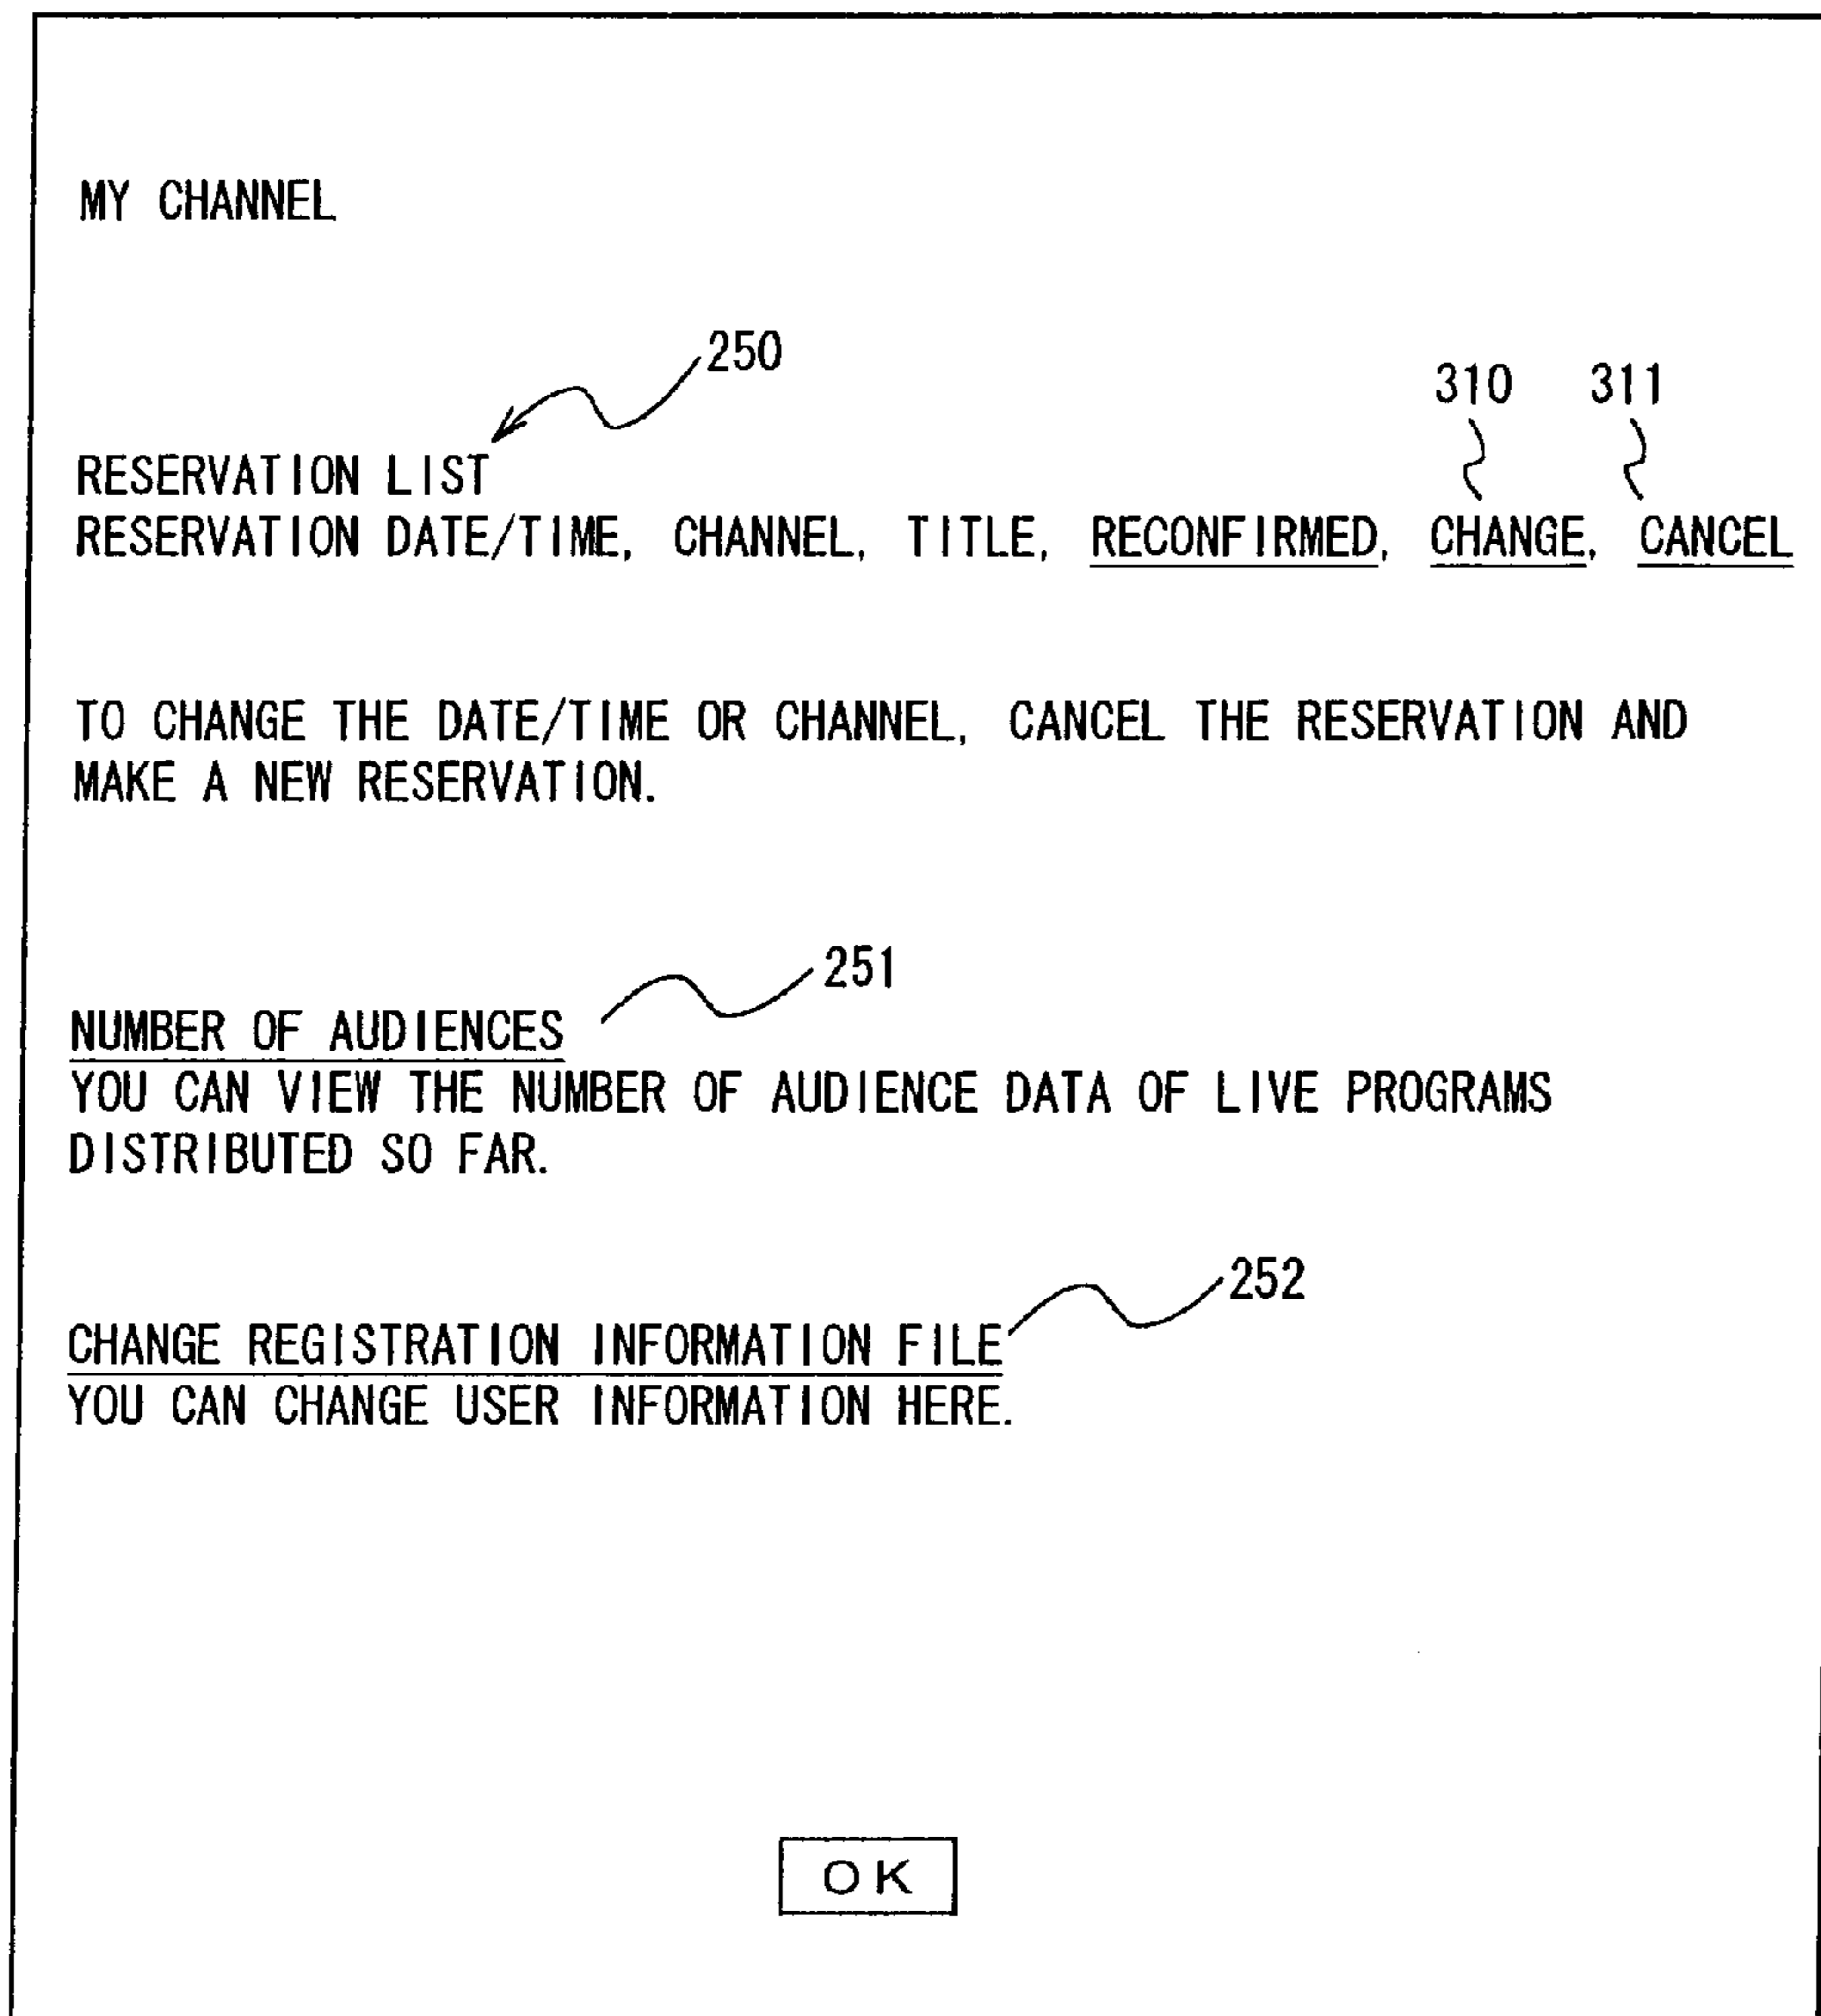 MY CHANNEL
250
310 311
RESERVATION LIST
RESERVATION DATE/TIME, CHANNEL, TITLE, RECONFIRMED, CHANGE, CANCEL
TO CHANGE THE DATE/TIME OR CHANNEL, CANCEL THE RESERVATION AND
MAKE A NEW RESERVATION.
251
NUMBER OF AUDIENCES
YOU CAN VIEW THE NUMBER OF AUDIENCE DATA OF LIVE PROGRAMS
DISTRIBUTED SO FAR.
252
CHANGE REGISTRATION INFORMATION FILE
YOU CAN CHANGE USER INFORMATION HERE.
OK